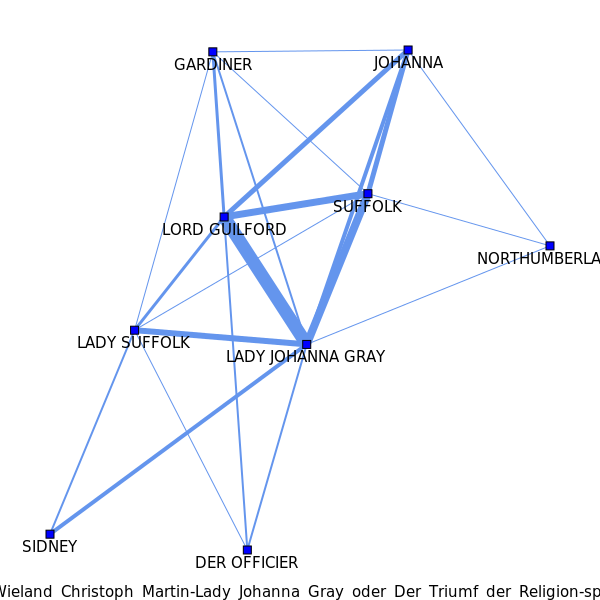 GARDINER
JOHANNA
SUFFOLK
LORD GUILFORD
NORTHUMBERLA
LADY SUFFOLK
LADY JOHANNA GRAY
SIDNEY
DER OFFICIER
Wieland Christoph Martin-Lady Johanna Gray oder Der Triumf der Religion-sp